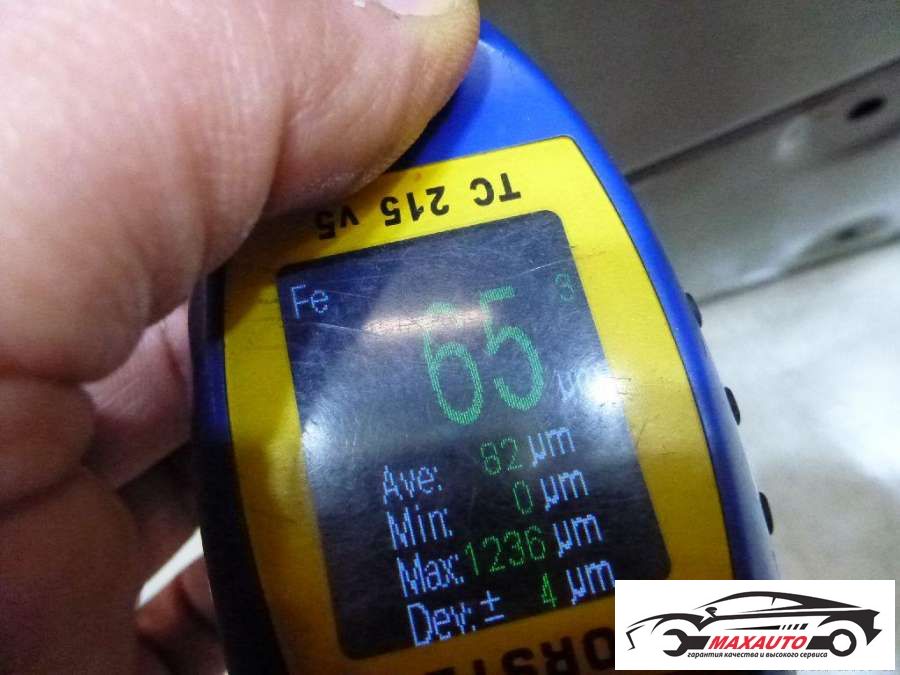 TC 215 v5
Fe 3
65 µm
Ave: 82 µm
Min: 0 µm
Max: 1236 µm
Dev: ± 4 µm
MAXAUTO
гарантия качества и высокого сервиса